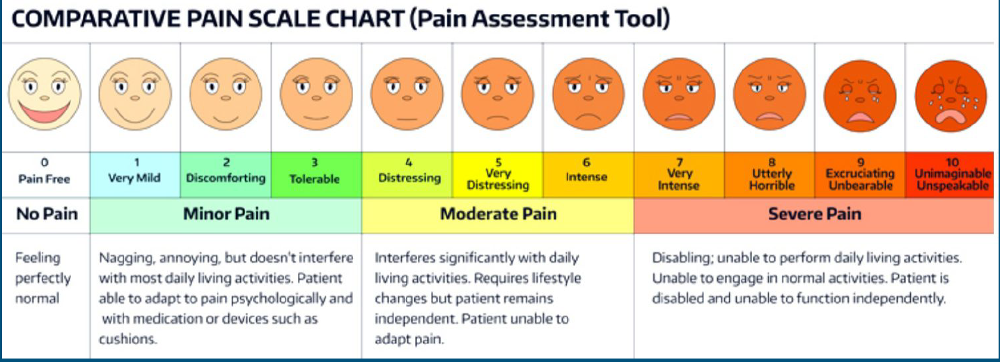 COMPARATIVE PAIN SCALE CHART (Pain Assessment Tool)
0
Pain Free
1
Very Mild
2
Discomforting
3
Tolerable
4
Distressing
5
Very
Distressing
6
Intense
7
Very
Intense
8
Utterly
Horrible
9
Excruciating
Unbearable
10
Unimaginable
Unspeakable
No Pain
Minor Pain
Moderate Pain
Severe Pain
Feeling
perfectly
normal
Nagging, annoying, but doesn't interfere
with most daily living activities. Patient
able to adapt to pain psychologically and
with medication or devices such as
cushions.
Interferes significantly with daily
living activities. Requires lifestyle
changes but patient remains
independent. Patient unable to
adapt pain.
Disabling; unable to perform daily living activities.
Unable to engage in normal activities. Patient is
disabled and unable to function independently.